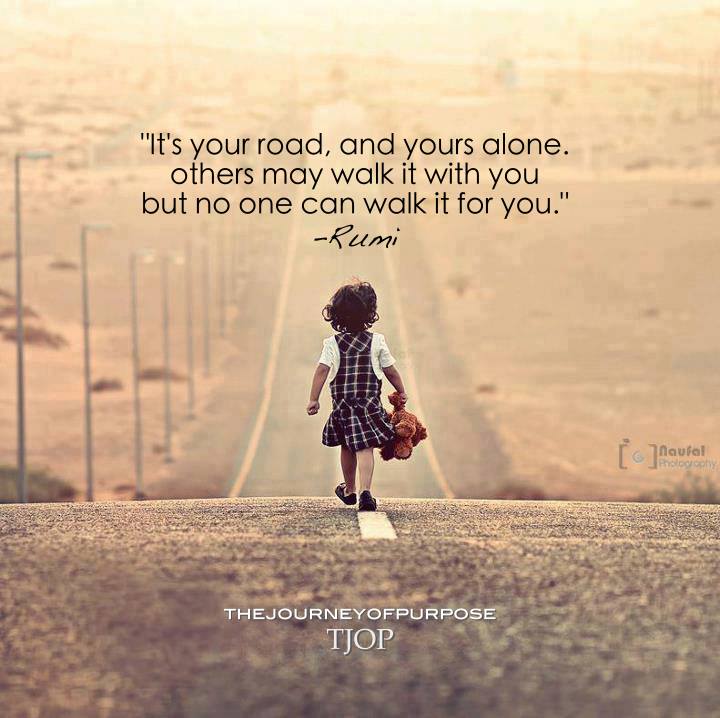 "It's your road, and yours alone.
others may walk it with you
but no one can walk it for you."
-Rumi
Naufal
Photography
THEJOURNEYOFPURPOSE
TJOP